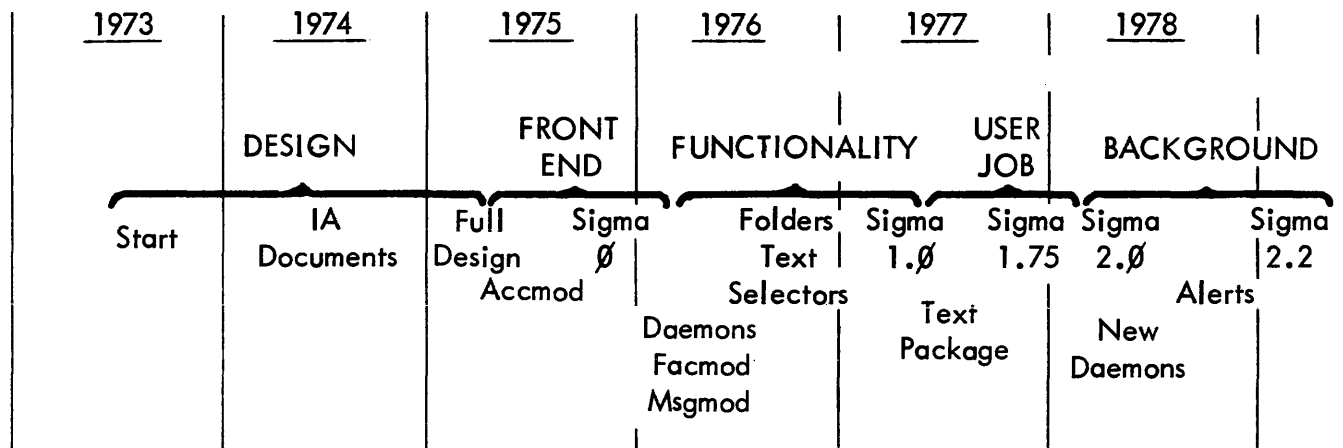 1973 1974 1975 1976 1977 1978
DESIGN FRONT END FUNCTIONALITY USER JOB BACKGROUND
Start
IA
Documents
Full
Design
Accmod
Sigma
Ø
Daemons
Facmod
Msgmod
Folders
Text
Selectors
Sigma
1.Ø
Text
Package
Sigma
1.75
Sigma
2.Ø
New
Daemons
Alerts
Sigma
2.2